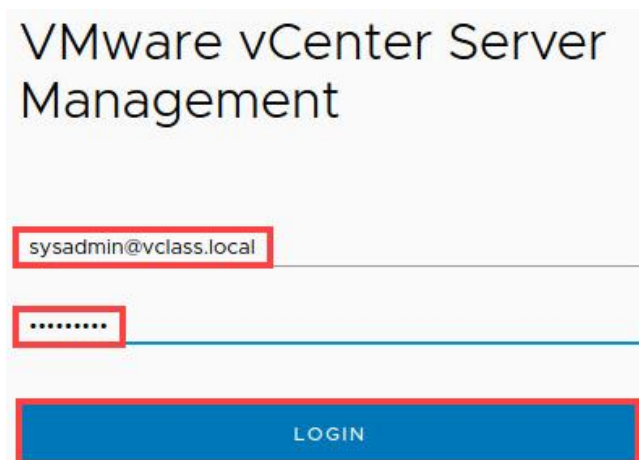 VMware vCenter Server
Management
sysadmin@vclass.local
•••••••••
LOGIN